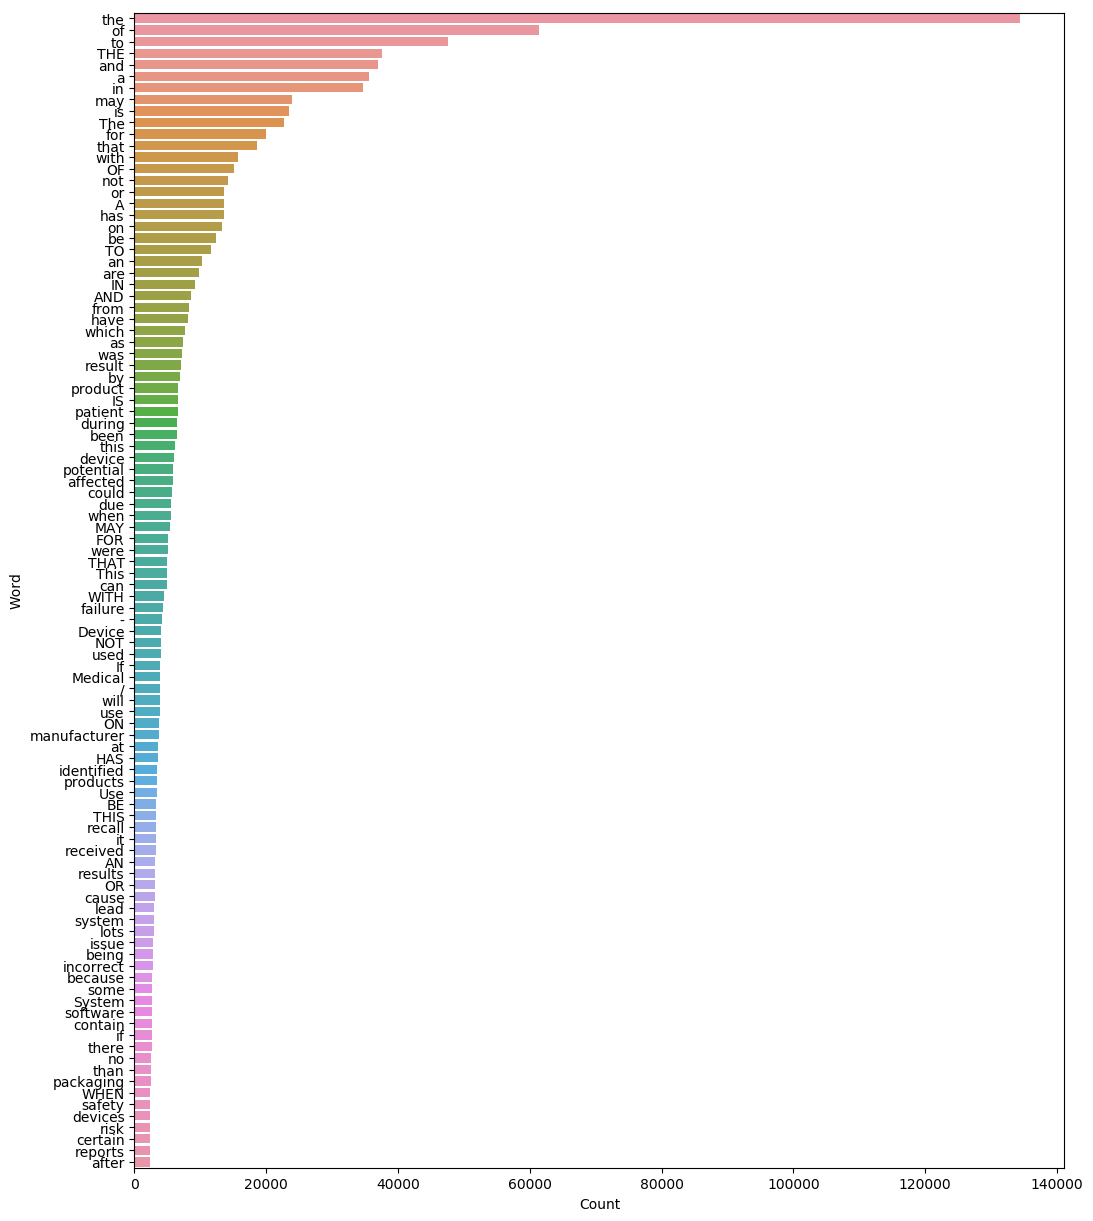 the
of
to
THE
and
a
in
may
is
The
for
that
with
OF
not
or
A
has
on
be
TO
an
are
IN
AND
from
have
which
as
was
result
by
product
IS
patient
during
been
this
device
potential
affected
could
due
when
MAY
FOR
were
THAT
This
can
WITH
failure
-
Device
NOT
used
If
Medical
/
will
use
ON
manufacturer
at
HAS
identified
products
Use
BE
THIS
recall
it
received
AN
results
OR
cause
lead
system
lots
issue
being
incorrect
because
some
System
software
contain
if
there
no
than
packaging
WHEN
safety
devices
risk
certain
reports
after
Word
0 20000 40000 60000 80000 100000 120000 140000
Count